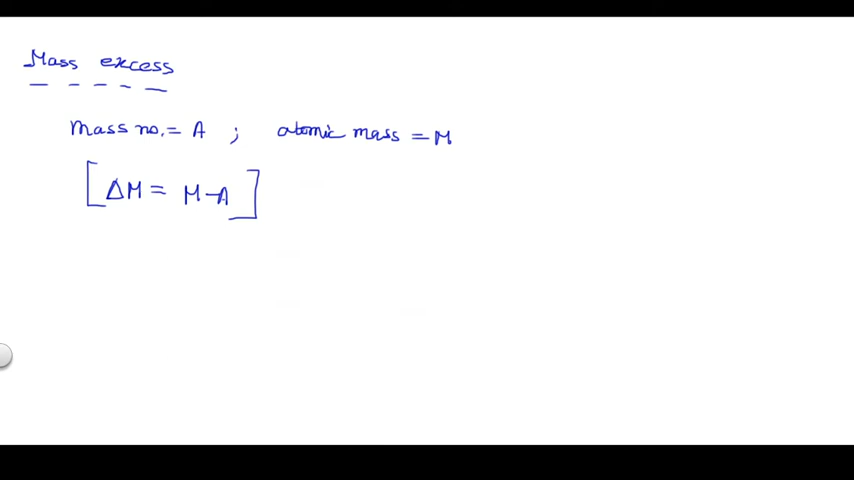 Mass excess
Mass no. = A ; atomic mass = M
[ΔM = M-A]